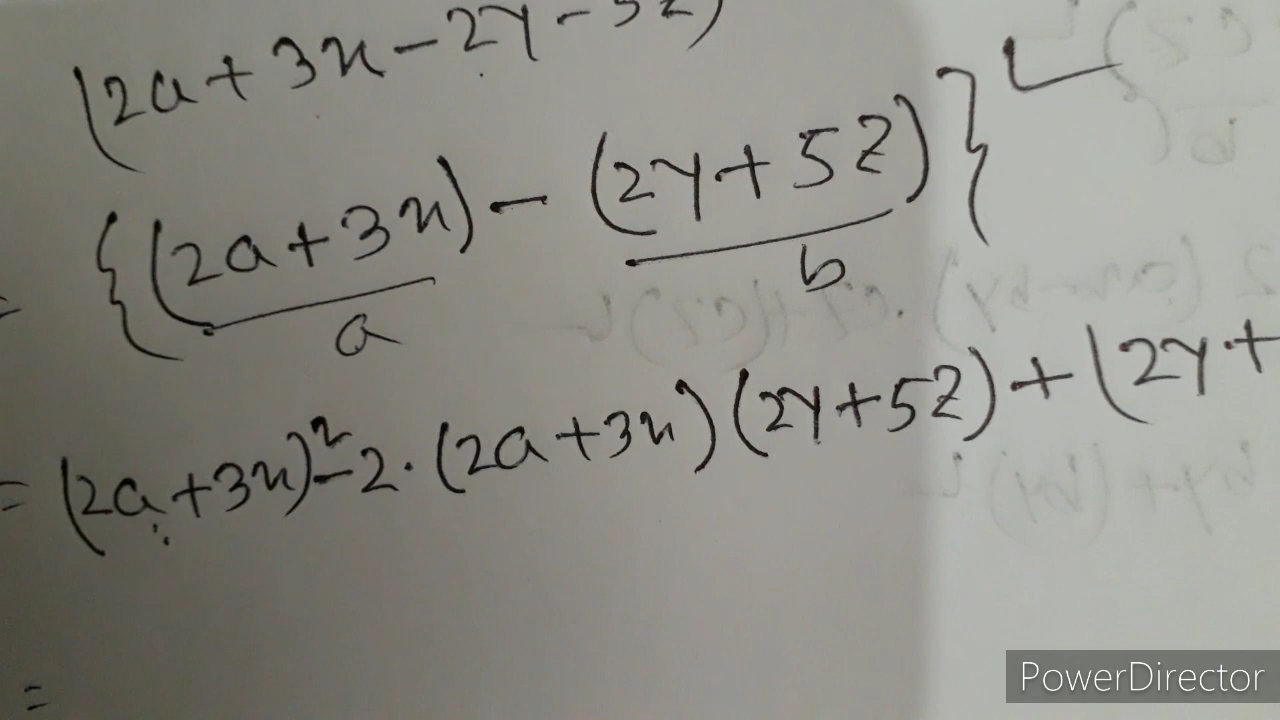 (2a+3x-2y-5z)
= {(2a+3x)-(2y+5z)}²
a b
= (2a+3x)²-2.(2a+3x)(2y+5z)+(2y+
=
PowerDirector